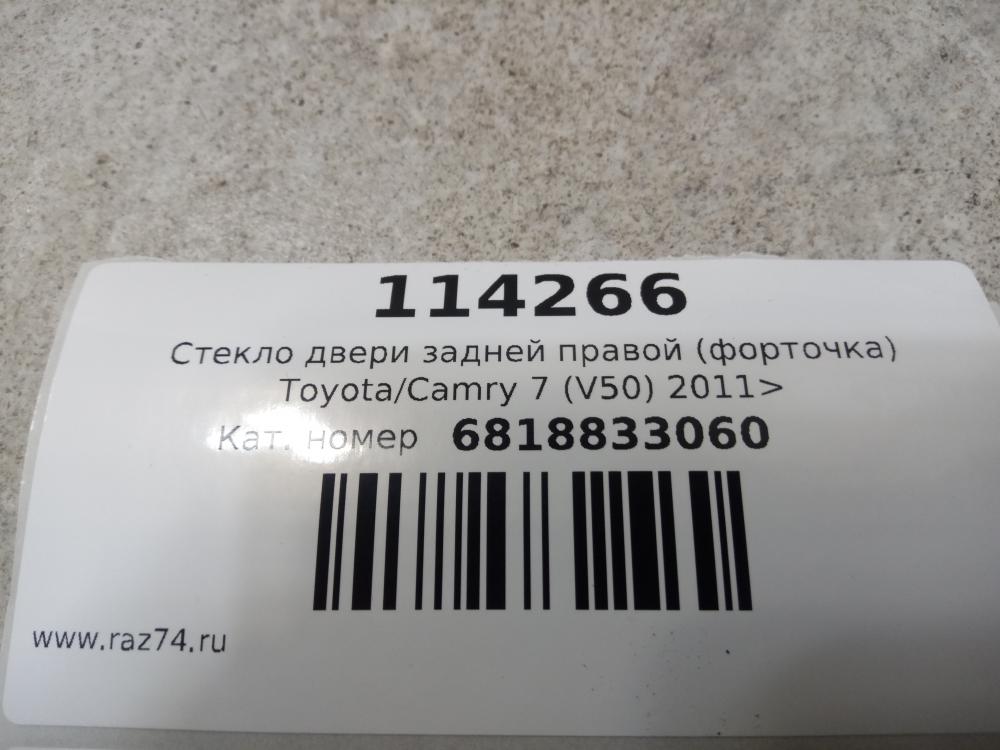 114266
Стекло двери задней правой (форточка)
Toyota/Camry 7 (V50) 2011>
Кат. номер 6818833060
www.raz74.ru